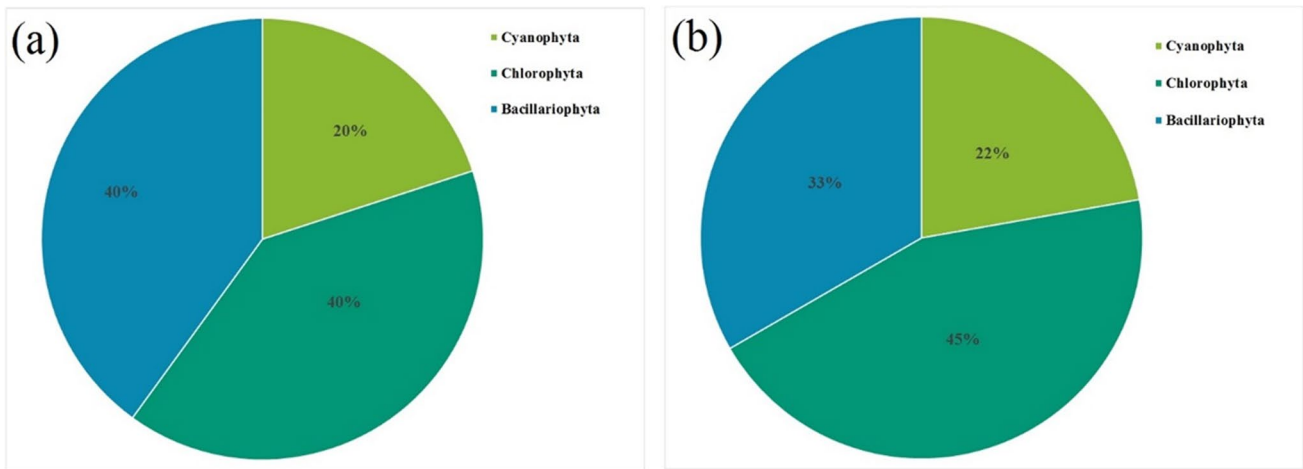 (a)
Cyanophyta
Chlorophyta
Bacillariophyta
20%
40%
40%
(b)
Cyanophyta
Chlorophyta
Bacillariophyta
22%
33%
45%